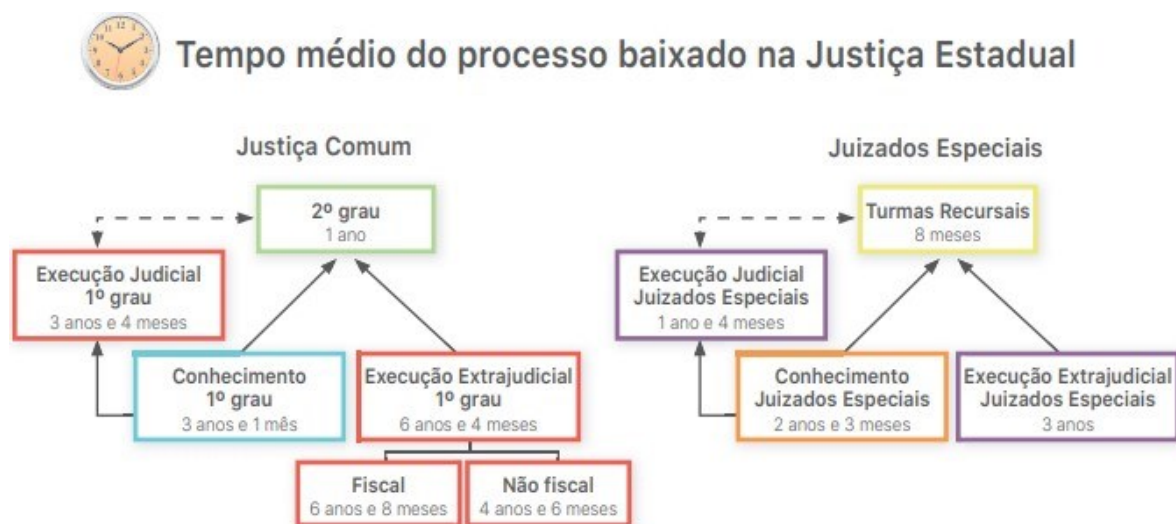 Tempo médio do processo baixado na Justiça Estadual
Justiça Comum
2º grau
1 ano
Execução Judicial
1º grau
3 anos e 4 meses
Conhecimento
1º grau
3 anos e 1 mês
Execução Extrajudicial
1º grau
6 anos e 4 meses
Fiscal
6 anos e 8 meses
Não fiscal
4 anos e 6 meses
Juizados Especiais
Turmas Recursais
8 meses
Execução Judicial
Juizados Especiais
1 ano e 4 meses
Conhecimento
Juizados Especiais
2 anos e 3 meses
Execução Extrajudicial
Juizados Especiais
3 anos